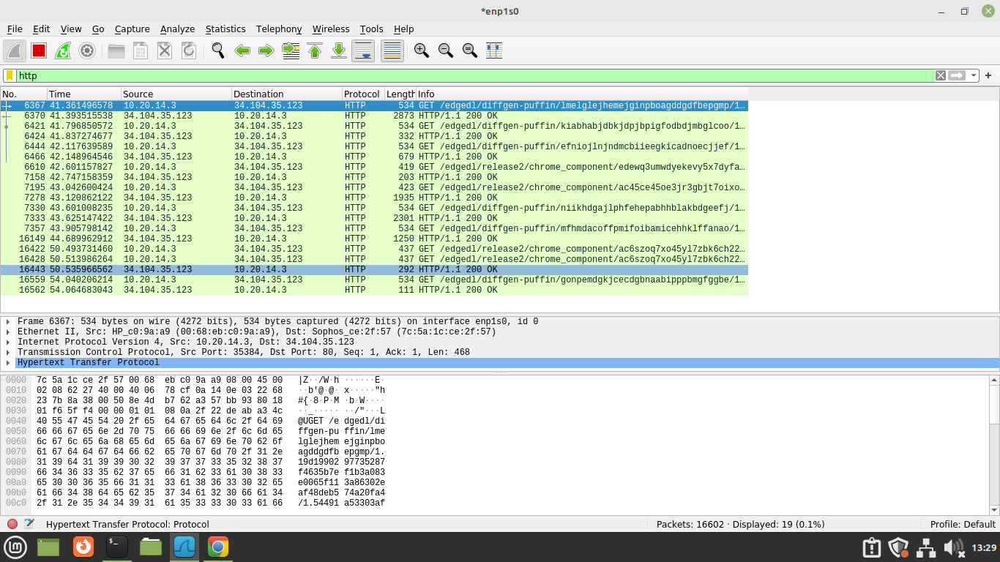 *enp1s0
File Edit View Go Capture Analyze Statistics Telephony Wireless Tools Help
http
No. Time Source Destination Protocol Length Info
6367 41.361496578 10.20.14.3 34.104.35.123 HTTP 534 GET /edgedl/diffgen-puffin/lmelglejhemejginpboagddgdfbepgmp/1…
6370 41.393515538 34.104.35.123 10.20.14.3 HTTP 2873 HTTP/1.1 200 OK
6421 41.796850572 10.20.14.3 34.104.35.123 HTTP 534 GET /edgedl/diffgen-puffin/kiabhabjdbkjdpjbpigfodbdjmbglcoo/1…
6424 41.837274677 34.104.35.123 10.20.14.3 HTTP 332 HTTP/1.1 200 OK
6444 42.117639589 10.20.14.3 34.104.35.123 HTTP 534 GET /edgedl/diffgen-puffin/efniojlnjndmcbiieegkicadnoecjjef/1…
6466 42.148964546 34.104.35.123 10.20.14.3 HTTP 679 HTTP/1.1 200 OK
6610 42.601157827 10.20.14.3 34.104.35.123 HTTP 419 GET /edgedl/release2/chrome_component/edewq3umwdyekevy5x7dyfa…
7158 42.747158359 34.104.35.123 10.20.14.3 HTTP 203 HTTP/1.1 200 OK
7195 43.042600424 10.20.14.3 34.104.35.123 HTTP 423 GET /edgedl/release2/chrome_component/ac45ce45oe3jr3gbjt7oixo…
7278 43.120862122 34.104.35.123 10.20.14.3 HTTP 1935 HTTP/1.1 200 OK
7330 43.601008235 10.20.14.3 34.104.35.123 HTTP 534 GET /edgedl/diffgen-puffin/niikhdgajlphfehepabhhblakbdgeefj/1…
7333 43.625147422 34.104.35.123 10.20.14.3 HTTP 2301 HTTP/1.1 200 OK
7357 43.905798142 10.20.14.3 34.104.35.123 HTTP 534 GET /edgedl/diffgen-puffin/mfhmdacoffpmifoibamicehhklffanao/1…
16149 44.689962912 34.104.35.123 10.20.14.3 HTTP 1250 HTTP/1.1 200 OK
16422 50.493731460 10.20.14.3 34.104.35.123 HTTP 437 GET /edgedl/release2/chrome_component/ac6szoq7xo45yl7zbk6ch22…
16428 50.513986264 10.20.14.3 34.104.35.123 HTTP 437 GET /edgedl/release2/chrome_component/ac6szoq7xo45yl7zbk6ch22…
16443 50.535966562 34.104.35.123 10.20.14.3 HTTP 292 HTTP/1.1 200 OK
16559 54.040206214 10.20.14.3 34.104.35.123 HTTP 534 GET /edgedl/diffgen-puffin/gonpemdgkjcecdgbnaabipppbmgfggbe/1…
16562 54.064683043 34.104.35.123 10.20.14.3 HTTP 111 HTTP/1.1 200 OK
Frame 6367: 534 bytes on wire (4272 bits), 534 bytes captured (4272 bits) on interface enp1s0, id 0
Ethernet II, Src: HP_c0:9a:a9 (00:68:eb:c0:9a:a9), Dst: Sophos_ce:2f:57 (7c:5a:1c:ce:2f:57)
Internet Protocol Version 4, Src: 10.20.14.3, Dst: 34.104.35.123
Transmission Control Protocol, Src Port: 35384, Dst Port: 80, Seq: 1, Ack: 1, Len: 468
Hypertext Transfer Protocol
0000 7c 5a 1c ce 2f 57 00 68 eb c0 9a a9 08 00 45 00 |Z··/W·h ······E·
0010 02 08 62 27 40 00 40 06 78 cf 0a 14 0e 03 22 68 ··b'@·@· x·····"h
0020 23 7b 8a 38 00 50 8e 4d b7 62 a3 57 bb 93 80 18 #{·8·P·M ·b·W····
0030 01 f6 5f f4 00 00 01 01 08 0a 2f 22 de ab a3 4c ··_····· ··/"···L
0040 40 55 47 45 54 20 2f 65 64 67 65 64 6c 2f 64 69 @UGET /e dgedl/di
0050 66 66 67 65 6e 2d 70 75 66 66 69 6e 2f 6c 6d 65 ffgen-pu ffin/lme
0060 6c 67 6c 65 6a 68 65 6d 65 6a 67 69 6e 70 62 6f lglejhem ejginpbo
0070 61 67 64 64 67 64 66 62 65 70 67 6d 70 2f 31 2e agddgdfb epgmp/1.
0080 31 39 64 31 39 39 30 32 39 37 37 33 35 32 38 37 19d19902 97735287
0090 66 34 36 33 35 62 37 65 66 31 62 33 61 30 38 33 f4635b7e f1b3a083
00a0 65 30 30 36 35 66 31 31 33 61 38 36 33 30 32 65 e0065f11 3a86302e
00b0 61 66 34 38 64 65 62 35 37 34 61 32 30 66 61 34 af48deb5 74a20fa4
00c0 2f 31 2e 35 34 34 39 31 61 35 33 33 30 33 61 66 /1.54491 a53303af
Hypertext Transfer Protocol: Protocol Packets: 16602 · Displayed: 19 (0.1%) Profile: Default
13:29